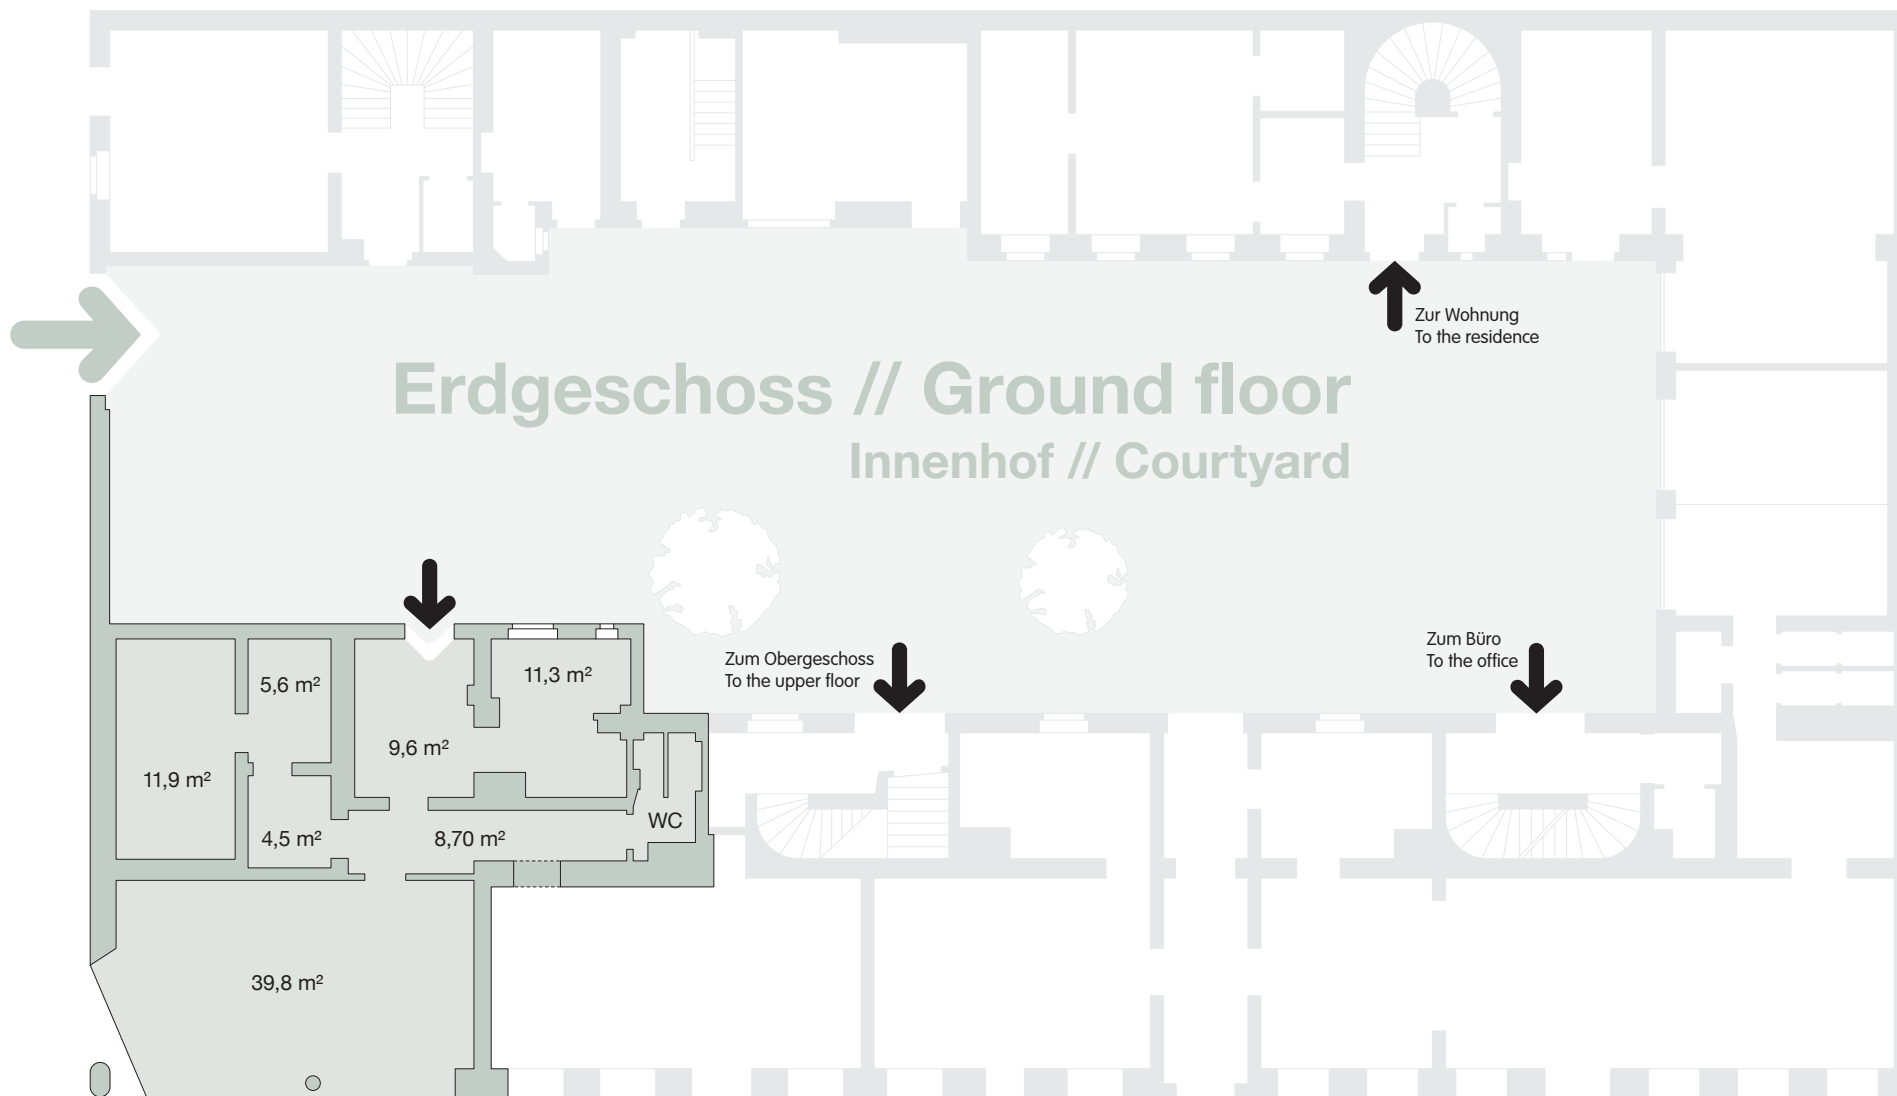 Zur Wohnung
To the residence
Erdgeschoss // Ground floor
Innenhof // Courtyard
Zum Obergeschoss
To the upper floor
Zum Büro
To the office
11,3 m²
5,6 m²
9,6 m²
11,9 m²
WC
4,5 m²
8,70 m²
39,8 m²